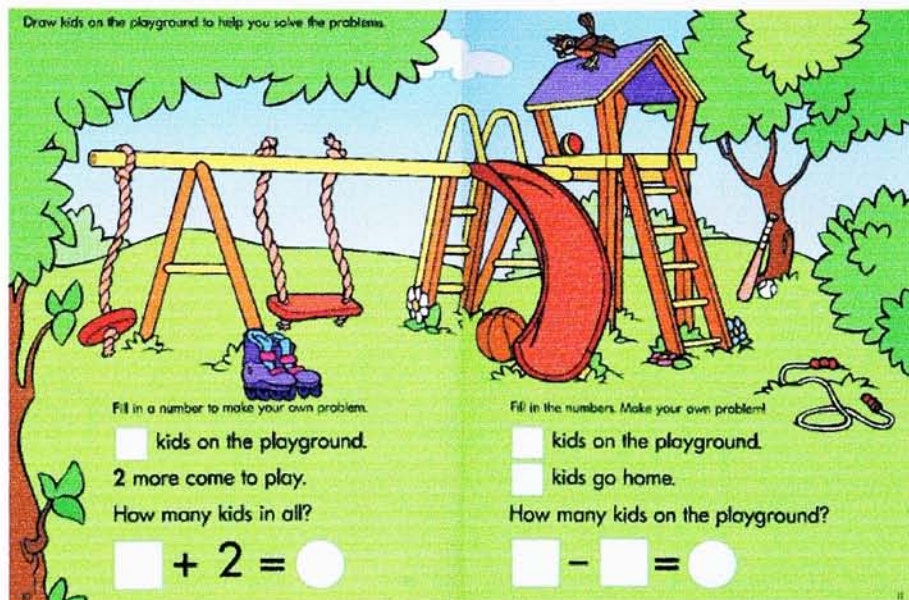 Draw kids on the playground to help you solve the problems.
Fill in a number to make your own problem.
kids on the playground.
2 more come to play.
How many kids in all?
+ 2 =
Fill in the numbers. Make your own problem!
kids on the playground.
kids go home.
How many kids on the playground?
- =
11